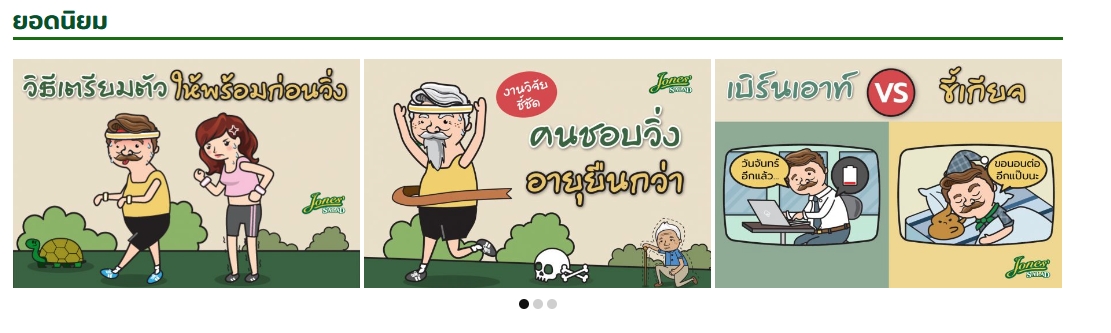 ยอดนิยม
วิธีเตรียมตัวให้พร้อมก่อนวิ่ง
Jones'
SALAD
งานวิจัย
ชี้ชัด
Jones'
SALAD
คนชอบวิ่ง
อายุยืนกว่า
เบิร์นเอาท์ VS ขี้เกียจ
วันจันทร์
อีกแล้ว...
ขอนอนต่อ
อีกแป๊บนะ
Jones'
SALAD